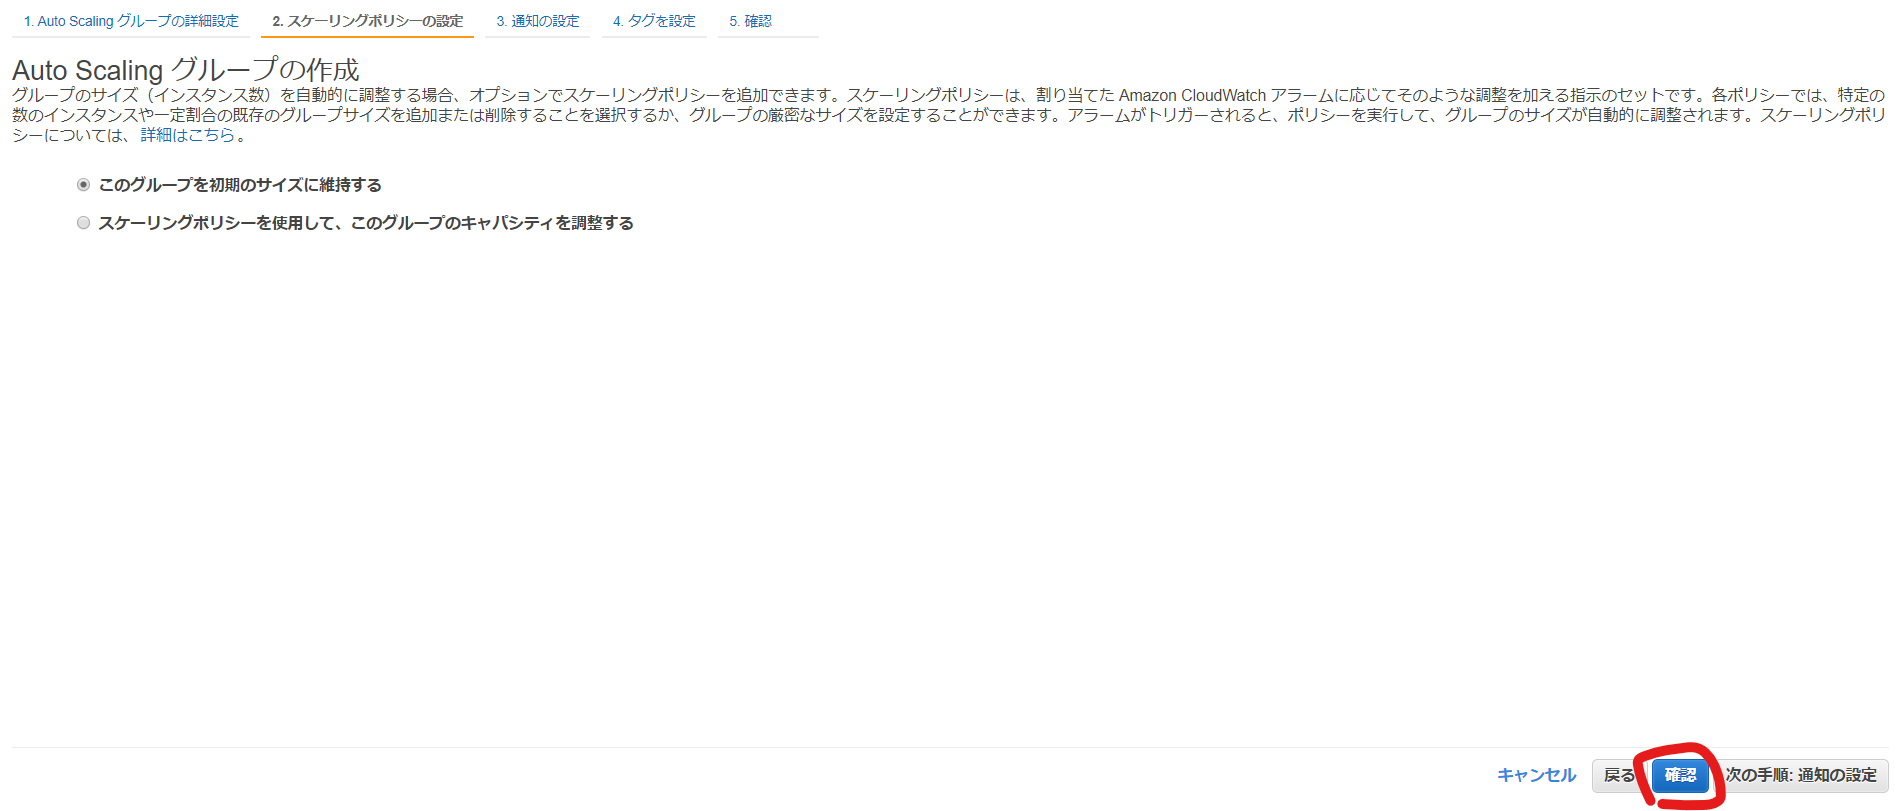 1. Auto Scaling グループの詳細設定
2. スケーリングポリシーの設定
3. 通知の設定
4. タグを設定
5. 確認
Auto Scaling グループの作成
グループのサイズ（インスタンス数）を自動的に調整する場合、オプションでスケーリングポリシーを追加できます。スケーリングポリシーは、割り当てた Amazon CloudWatch アラームに応じてそのような調整を加える指示のセットです。各ポリシーでは、特定の
数のインスタンスや一定割合の既存のグループサイズを追加または削除することを選択するか、グループの厳密なサイズを設定することができます。アラームがトリガーされると、ポリシーを実行して、グループのサイズが自動的に調整されます。スケーリングポリ
シーについては、詳細はこちら。
このグループを初期のサイズに維持する
スケーリングポリシーを使用して、このグループのキャパシティを調整する
キャンセル
戻る
確認
次の手順: 通知の設定